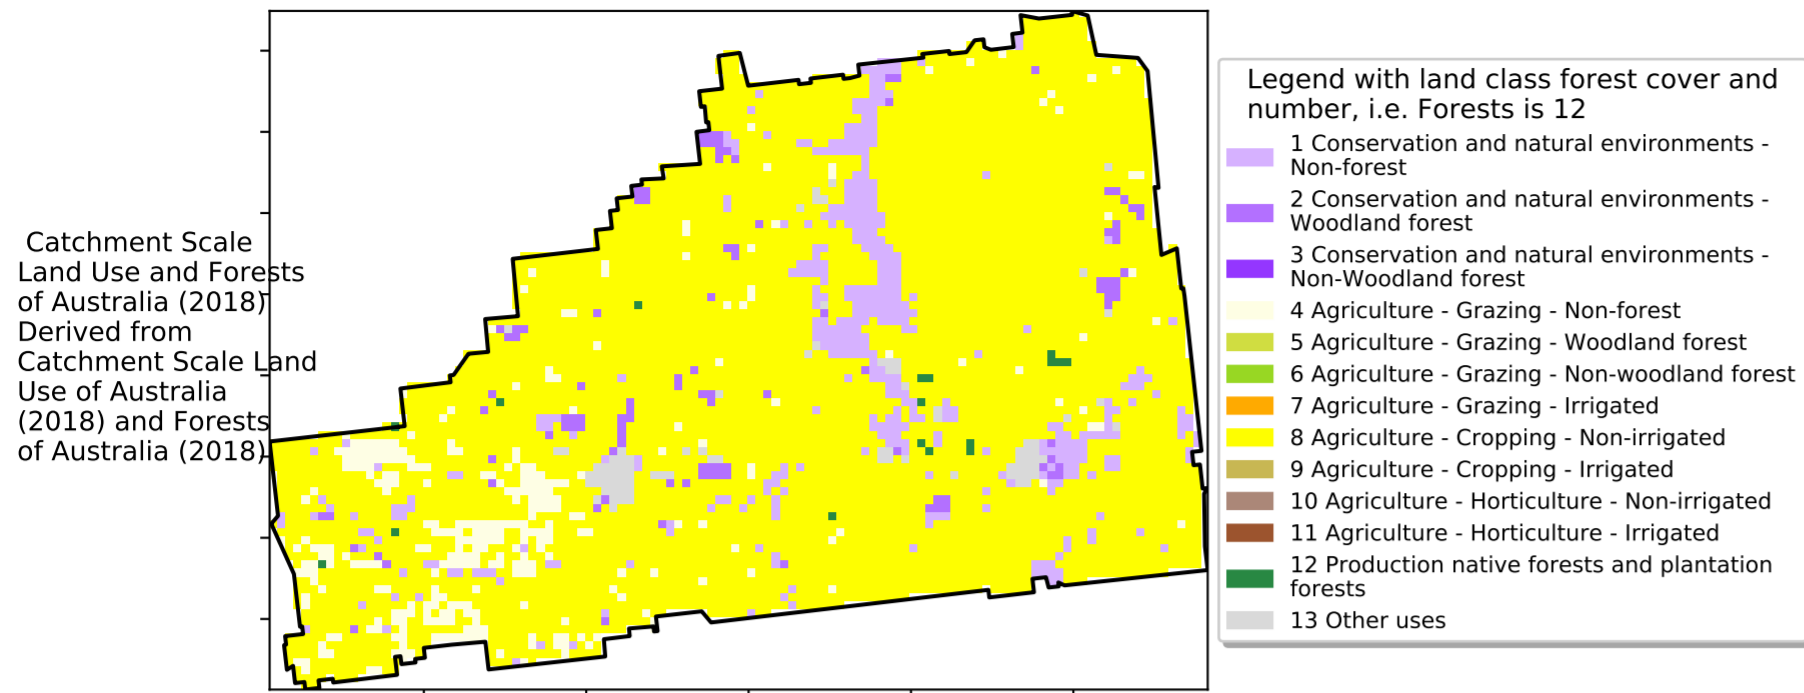 Catchment Scale
Land Use and Forests
of Australia (2018)
Derived from
Catchment Scale Land
Use of Australia
(2018) and Forests
of Australia (2018)
Legend with land class forest cover and
number, i.e. Forests is 12
1 Conservation and natural environments -
Non-forest
2 Conservation and natural environments -
Woodland forest
3 Conservation and natural environments -
Non-Woodland forest
4 Agriculture - Grazing - Non-forest
5 Agriculture - Grazing - Woodland forest
6 Agriculture - Grazing - Non-woodland forest
7 Agriculture - Grazing - Irrigated
8 Agriculture - Cropping - Non-irrigated
9 Agriculture - Cropping - Irrigated
10 Agriculture - Horticulture - Non-irrigated
11 Agriculture - Horticulture - Irrigated
12 Production native forests and plantation
forests
13 Other uses